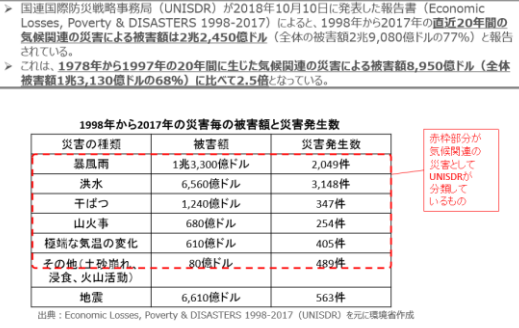 ➢ 国連国際防災戦略事務局（UNISDR）が2018年10月10日に発表した報告書（Economic
Losses, Poverty & DISASTERS 1998-2017）によると、1998年から2017年の直近20年間の
気候関連の災害による被害額は2兆2,450億ドル（全体の被害額2兆9,080億ドルの77%）と報告
されている。
➢ これは、1978年から1997年の20年間に生じた気候関連の災害による被害額8,950億ドル（全体
被害額1兆3,130億ドルの68%）に比べて2.5倍となっている。
1998年から2017年の災害毎の被害額と災害発生数
災害の種類 被害額 災害発生数
暴風雨 1兆3,300億ドル 2,049件
洪水 6,560億ドル 3,148件
干ばつ 1,240億ドル 347件
山火事 680億ドル 254件
極端な気温の変化 610億ドル 405件
その他（土砂崩れ、 80億ドル 489件
浸食、火山活動）
地震 6,610億ドル 563件
赤枠部分が
気候関連の
災害として
UNISDRが
分類して
いるもの
出典：Economic Losses, Poverty & DISASTERS 1998-2017（UNISDR）を元に環境省作成